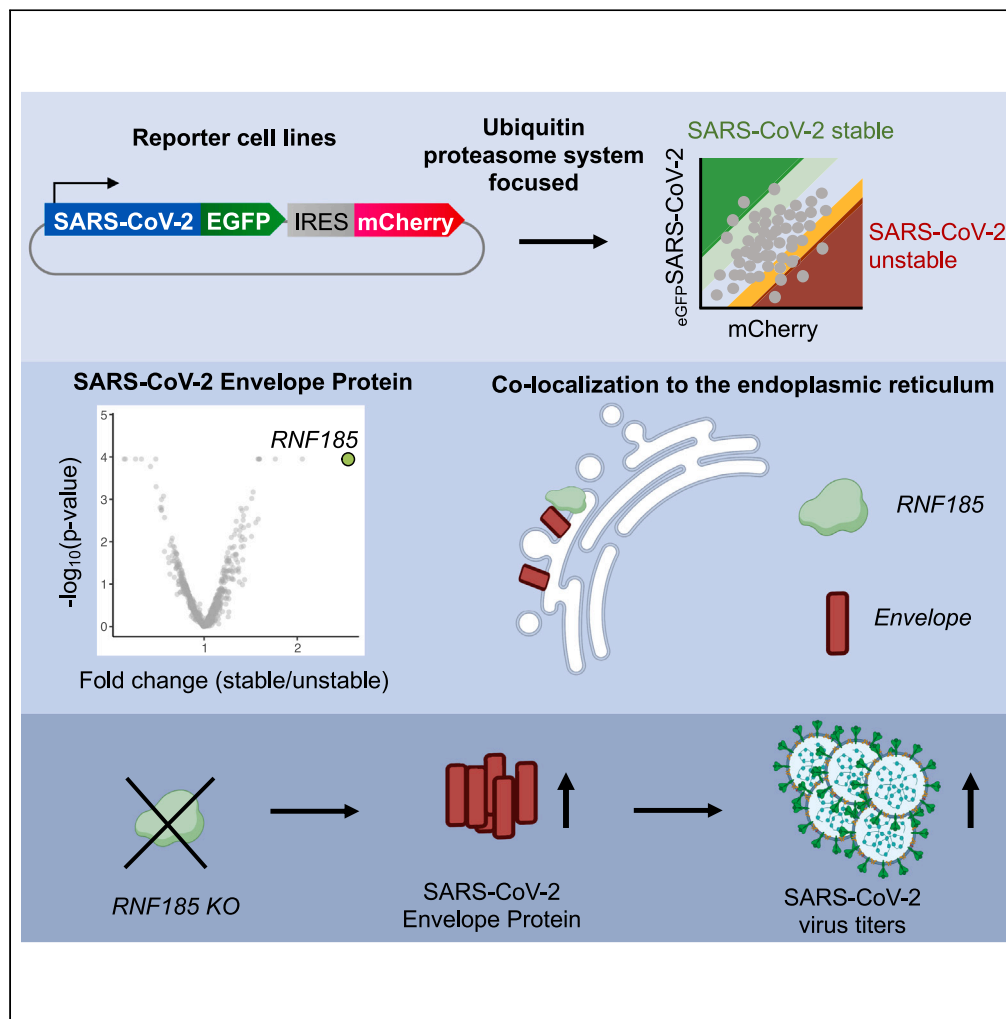 Reporter cell lines
SARS-CoV-2 EGFP IRES mCherry
Ubiquitin
proteasome system
focused
SARS-CoV-2 stable
eGFPSARS-CoV-2
SARS-CoV-2
unstable
mCherry
SARS-CoV-2 Envelope Protein
5
4
3
2
1
0
-log10(p-value)
RNF185
1 2
Fold change (stable/unstable)
Co-localization to the endoplasmic reticulum
RNF185
Envelope
RNF185 KO
SARS-CoV-2
Envelope Protein
SARS-CoV-2
virus titers